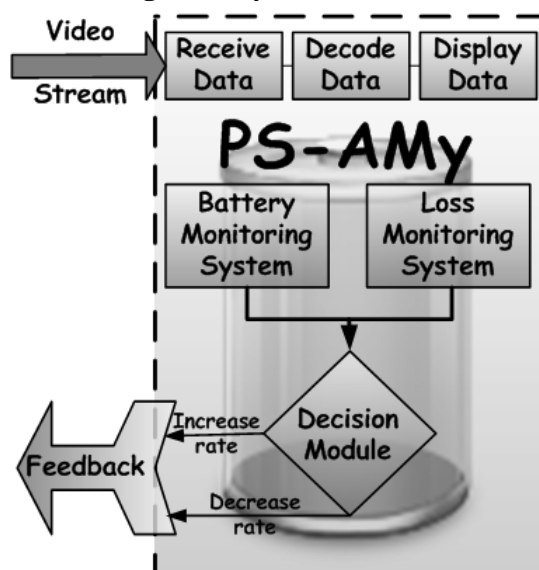 Video
Stream
Receive
Data
Decode
Data
Display
Data
PS-AMy
Battery
Monitoring
System
Loss
Monitoring
System
Decision
Module
Increase
rate
Decrease
rate
Feedback